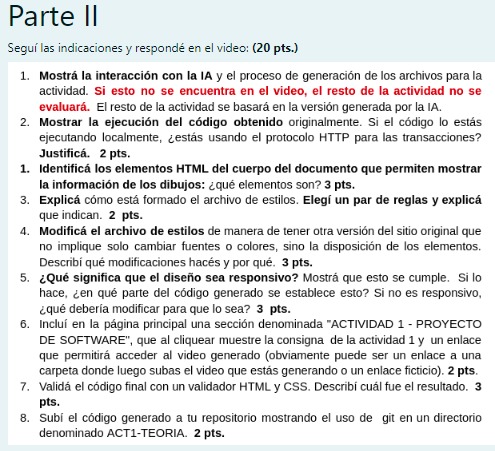 Parte II
Seguí las indicaciones y respondé en el video: (20 pts.)
1. Mostrá la interacción con la IA y el proceso de generación de los archivos para la
actividad. Si esto no se encuentra en el video, el resto de la actividad no se
evaluará. El resto de la actividad se basará en la versión generada por la IA.
2. Mostrar la ejecución del código obtenido originalmente. Si el código lo estás
ejecutando localmente, ¿estás usando el protocolo HTTP para las transacciones?
Justificá. 2 pts.
1. Identificá los elementos HTML del cuerpo del documento que permiten mostrar
la información de los dibujos: ¿qué elementos son? 3 pts.
3. Explicá cómo está formado el archivo de estilos. Elegí un par de reglas y explicá
que indican. 2 pts.
4. Modificá el archivo de estilos de manera de tener otra versión del sitio original que
no implique solo cambiar fuentes o colores, sino la disposición de los elementos.
Describí qué modificaciones hacés y por qué. 3 pts.
5. ¿Qué significa que el diseño sea responsivo? Mostrá que esto se cumple. Si lo
hace, ¿en qué parte del código generado se establece esto? Si no es responsivo,
¿qué debería modificar para que lo sea? 3 pts.
6. Incluí en la página principal una sección denominada "ACTIVIDAD 1 - PROYECTO
DE SOFTWARE", que al cliquear muestre la consigna de la actividad 1 y un enlace
que permitirá acceder al video generado (obviamente puede ser un enlace a una
carpeta donde luego subas el video que estás generando o un enlace ficticio). 2 pts.
7. Validá el código final con un validador HTML y CSS. Describí cuál fue el resultado. 3
pts.
8. Subí el código generado a tu repositorio mostrando el uso de git en un directorio
denominado ACT1-TEORIA. 2 pts.